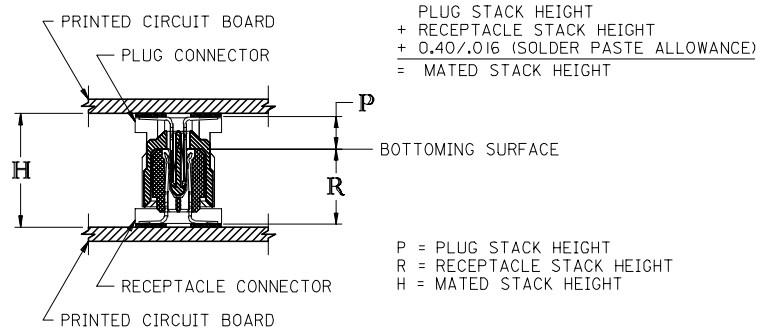 PRINTED CIRCUIT BOARD
PLUG CONNECTOR
PLUG STACK HEIGHT
+ RECEPTACLE STACK HEIGHT
+ 0.40/.016 (SOLDER PASTE ALLOWANCE)
= MATED STACK HEIGHT
P
BOTTOMING SURFACE
H
R
P = PLUG STACK HEIGHT
R = RECEPTACLE STACK HEIGHT
H = MATED STACK HEIGHT
RECEPTACLE CONNECTOR
PRINTED CIRCUIT BOARD